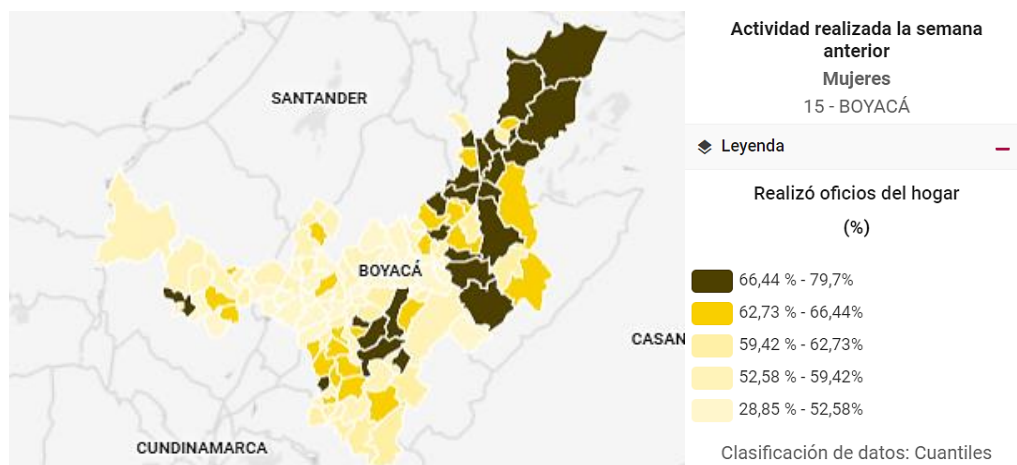 SANTANDER
BOYACÁ
CASAN
CUNDINAMARCA
Actividad realizada la semana
anterior
Mujeres
15 - BOYACÁ
Leyenda
Realizó oficios del hogar
(%)
66,44 % - 79,7%
62,73 % - 66,44%
59,42 % - 62,73%
52,58 % - 59,42%
28,85 % - 52,58%
Clasificación de datos: Cuantiles